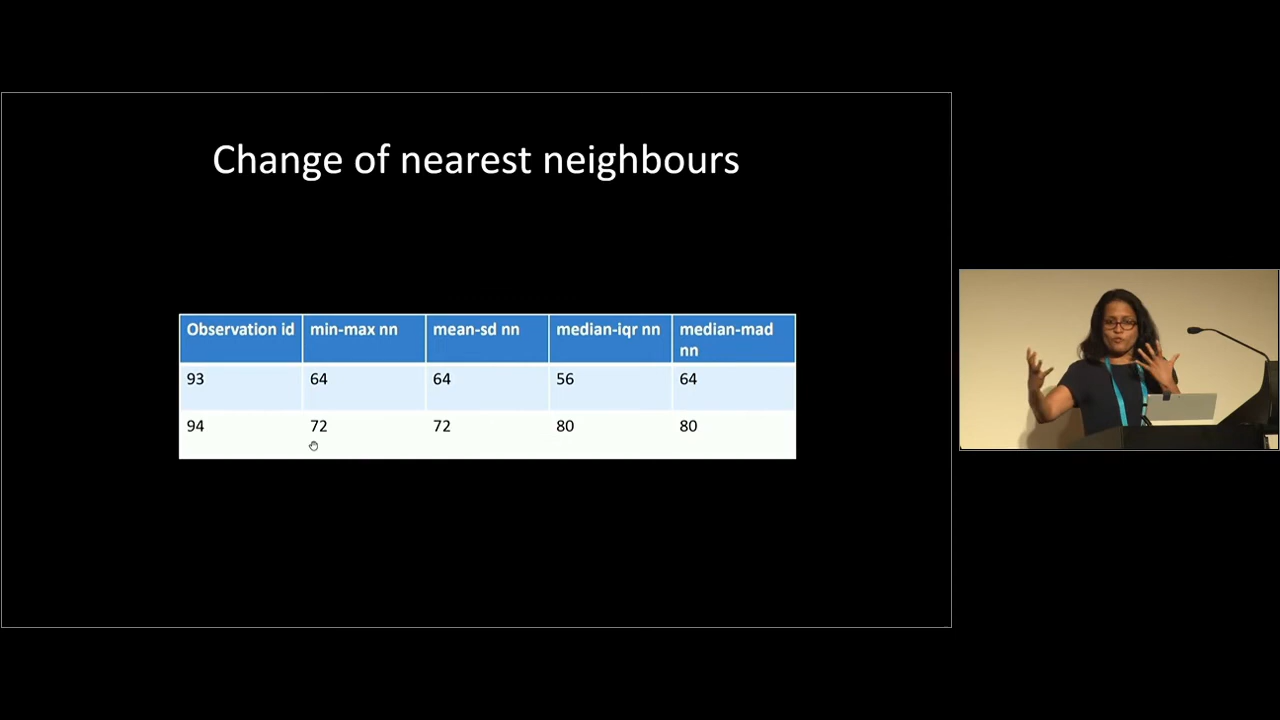 Change of nearest neighbours
Observation id min-max nn mean-sd nn median-iqr nn median-mad nn
93 64 64 56 64
94 72 72 80 80